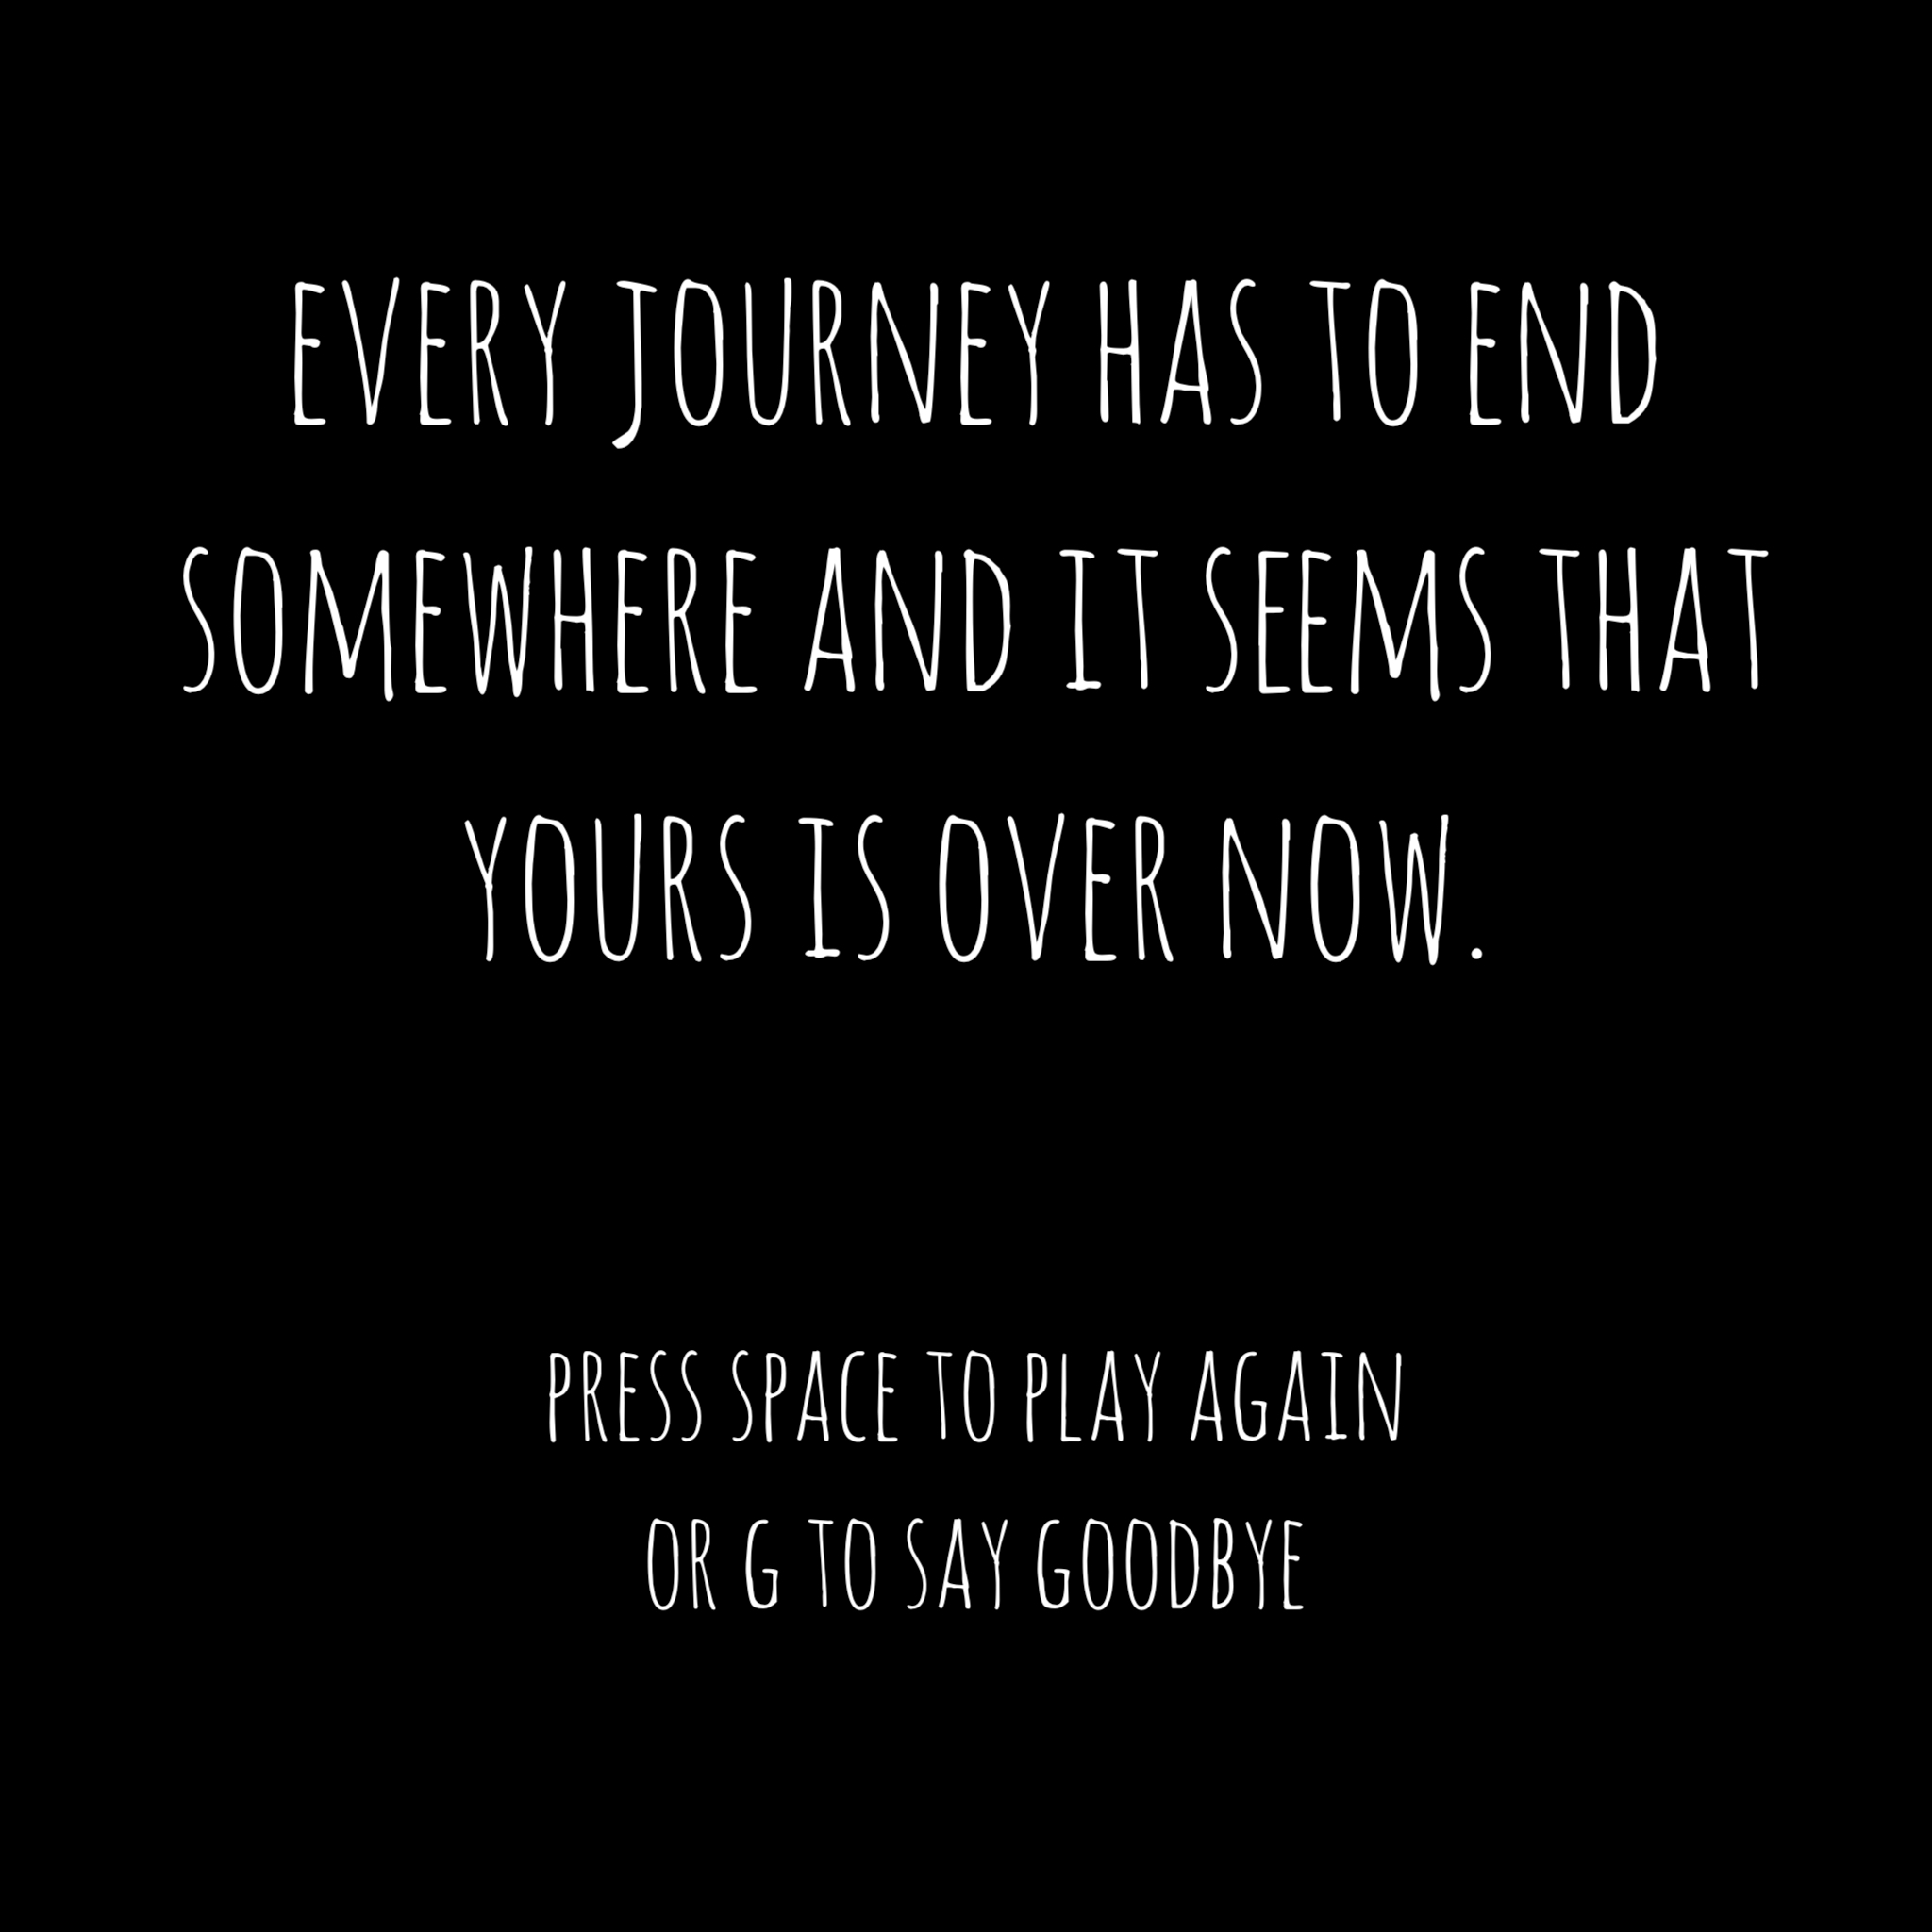 EVERY JOURNEY HAS TO END
SOMEWHERE AND IT SEEMS THAT
YOURS IS OVER NOW.
PRESS SPACE TO PLAY AGAIN
OR G TO SAY GOODBYE